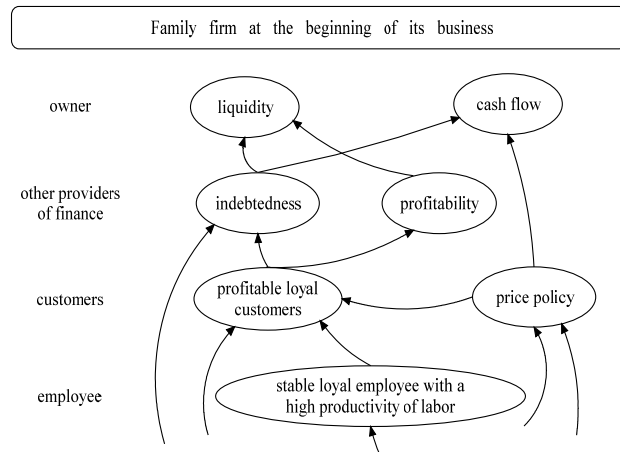 Family firm at the beginning of its business
owner
liquidity
cash flow
other providers
of finance
indebtedness
profitability
customers
profitable loyal
customers
price policy
employee
stable loyal employee with a
high productivity of labor